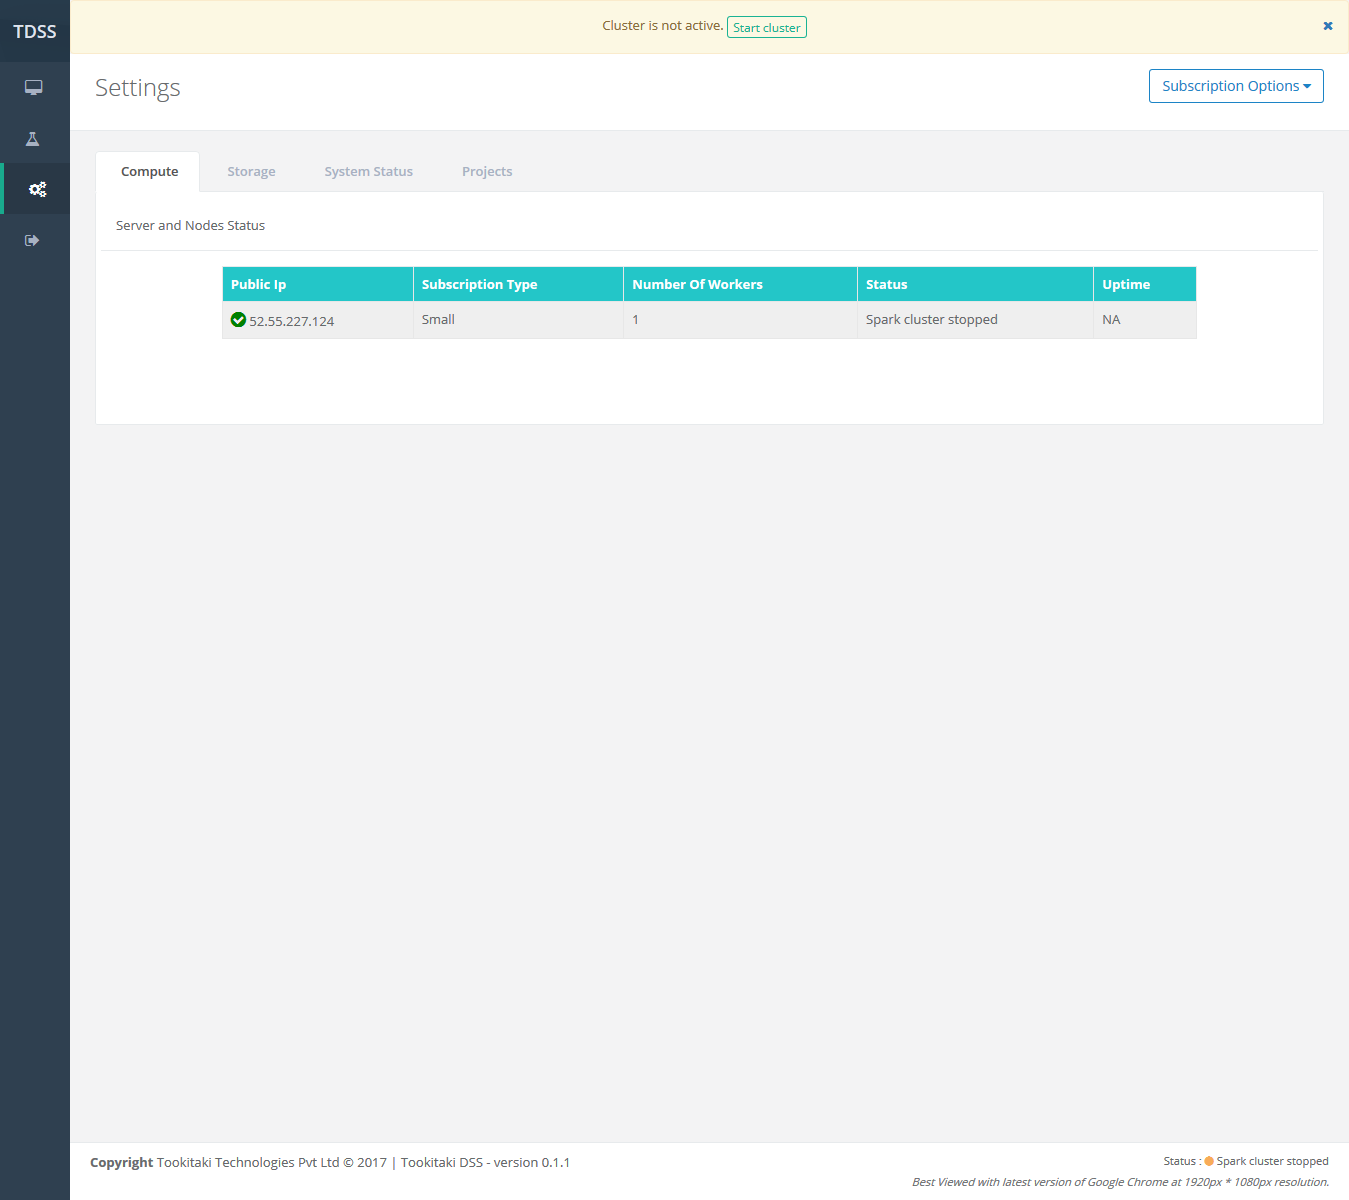 TDSS
Cluster is not active. Start cluster
Settings
Subscription Options
Compute Storage System Status Projects
Server and Nodes Status
Public Ip Subscription Type Number Of Workers Status Uptime
52.55.227.124 Small 1 Spark cluster stopped NA
Copyright Tookitaki Technologies Pvt Ltd © 2017 | Tookitaki DSS - version 0.1.1
Status : Spark cluster stopped
Best Viewed with latest version of Google Chrome at 1920px * 1080px resolution.